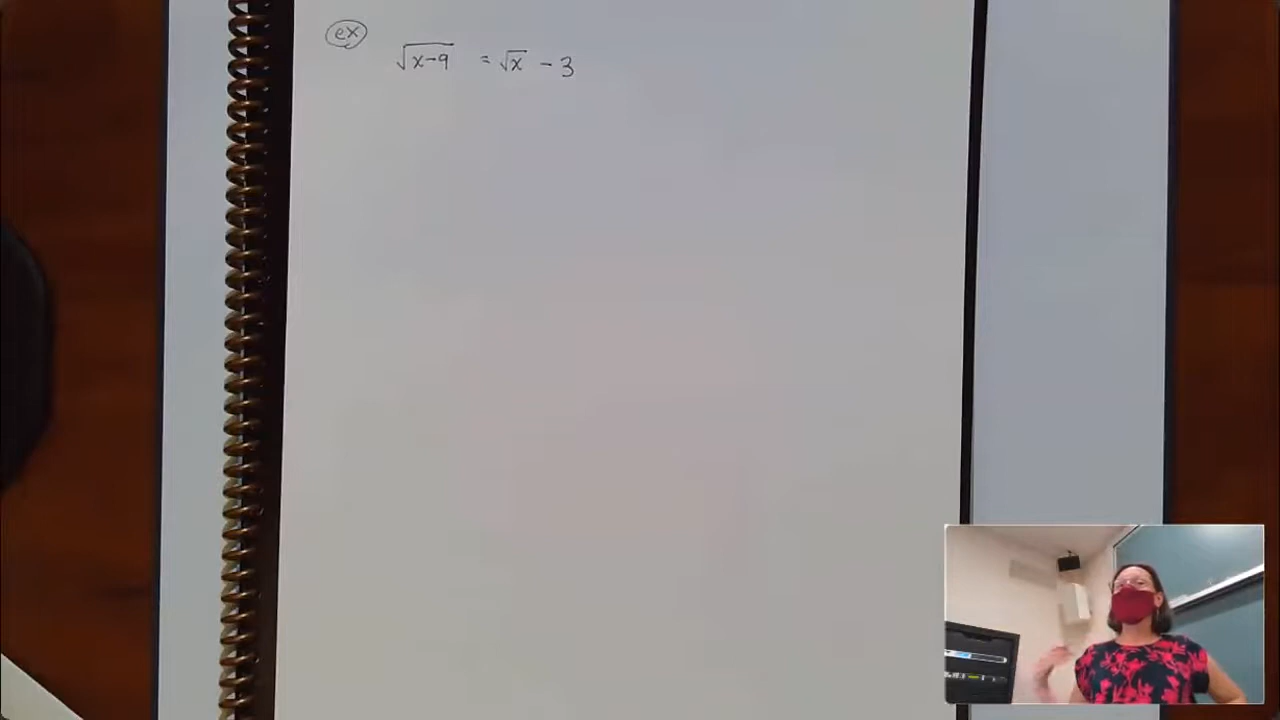 ex
√(x-9) = √x - 3